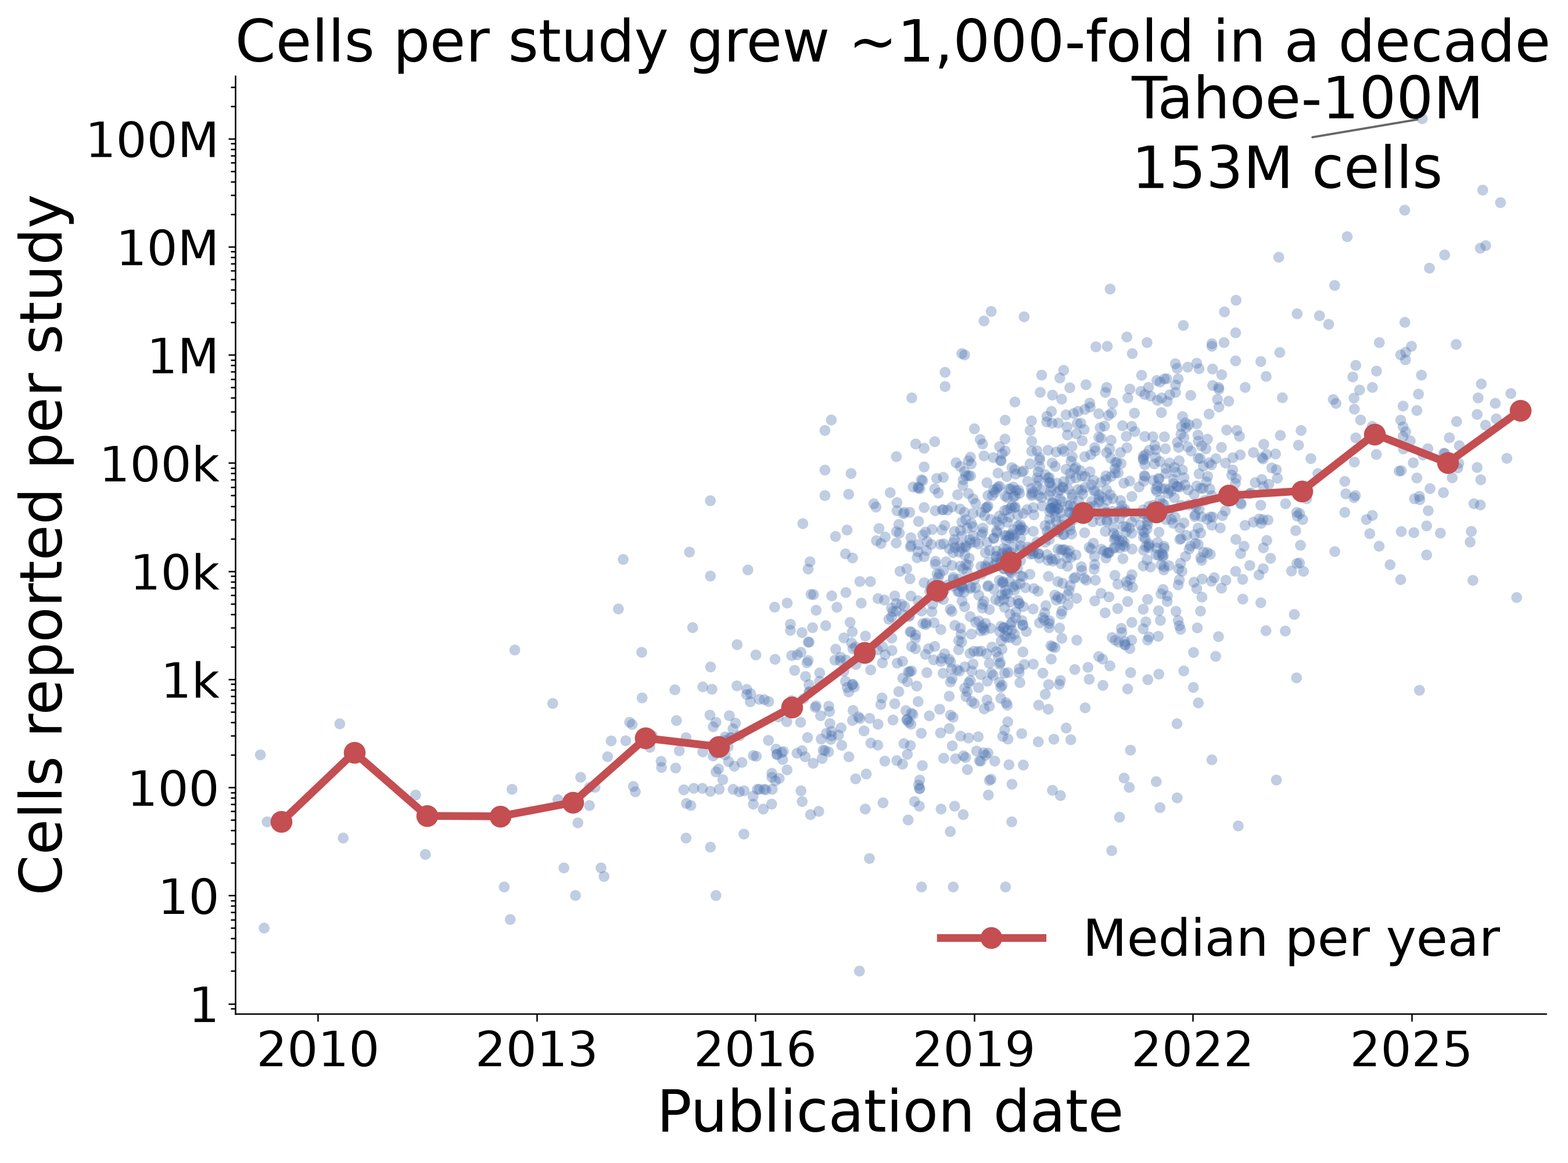 Cells per study grew ~1,000-fold in a decade
Tahoe-100M
153M cells
100M
10M
1M
100k
10k
1k
100
10
1
Cells reported per study
Median per year
2010 2013 2016 2019 2022 2025
Publication date